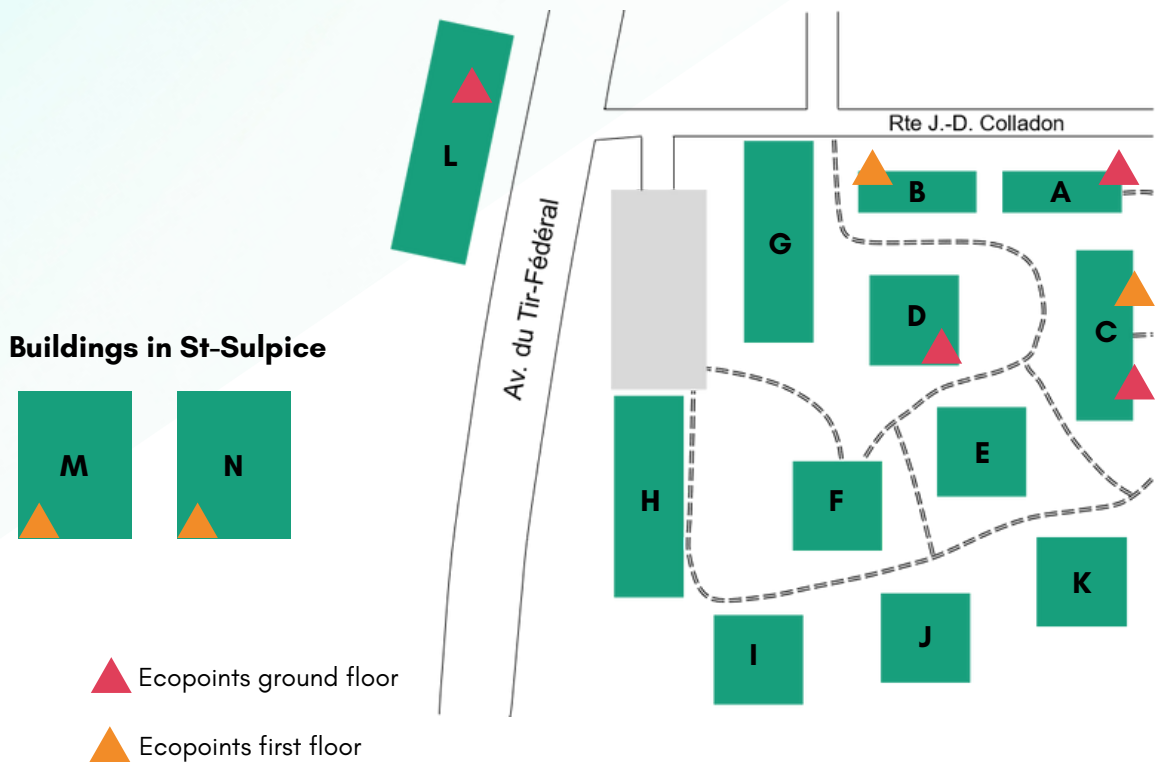 L
Rte J.-D. Colladon
B
A
G
D
C
Av. du Tir-Fédéral
Buildings in St-Sulpice
M
N
E
H
F
K
I
J
Ecopoints ground floor
Ecopoints first floor